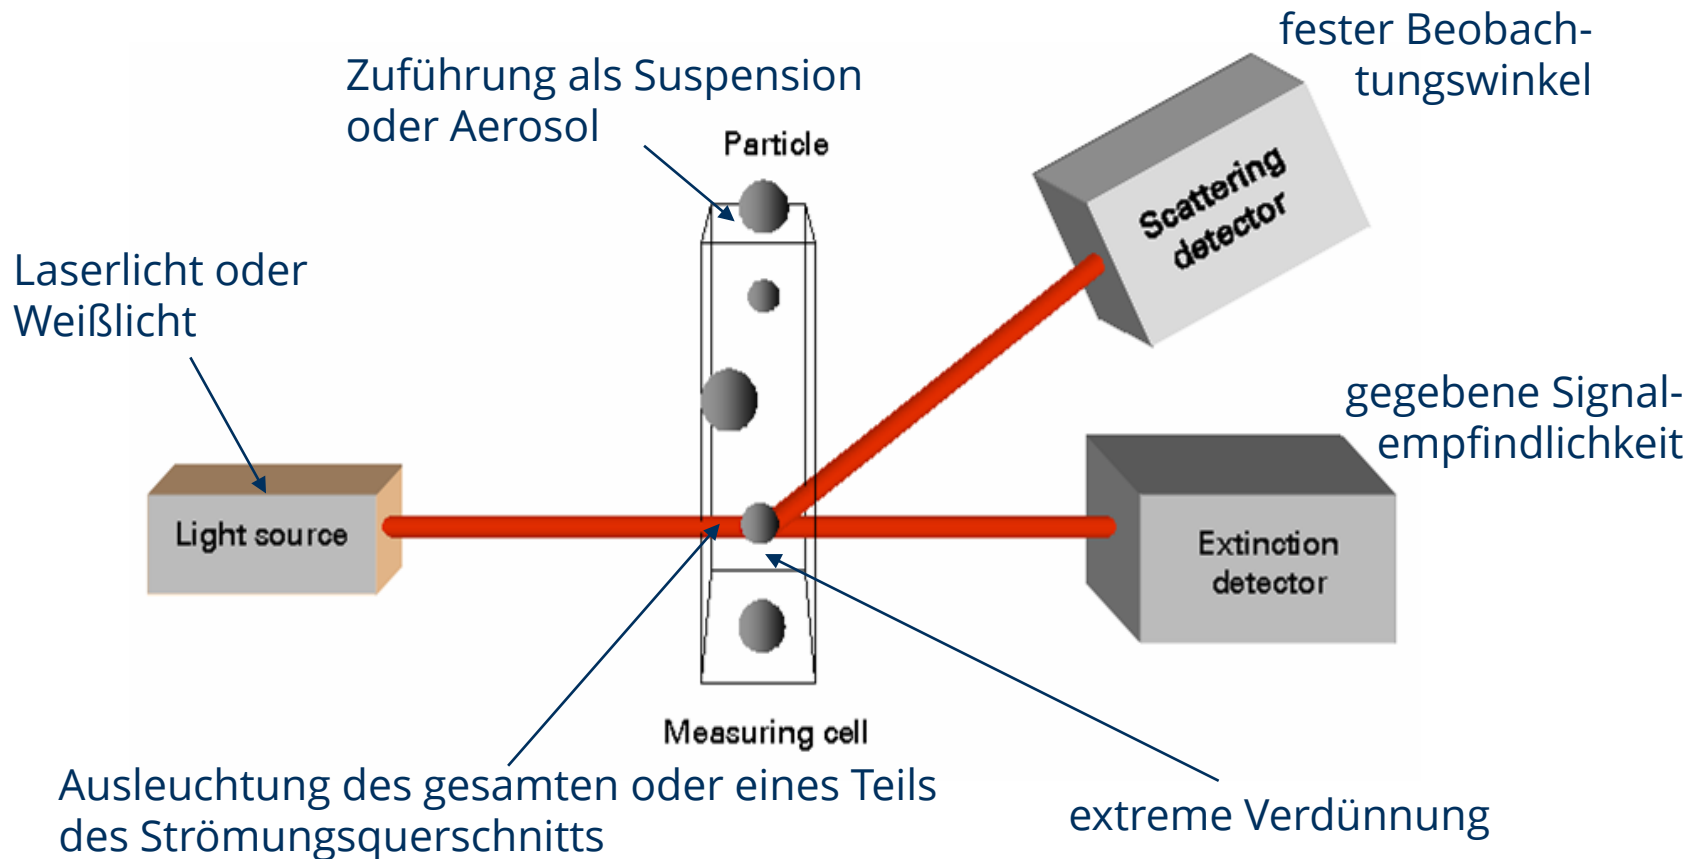 fester Beobach-
tungswinkel
Zuführung als Suspension
oder Aerosol
Particle
Scattering
detector
Laserlicht oder
Weißlicht
gegebene Signal-
empfindlichkeit
Light source
Extinction
detector
Measuring cell
Ausleuchtung des gesamten oder eines Teils
des Strömungsquerschnitts
extreme Verdünnung